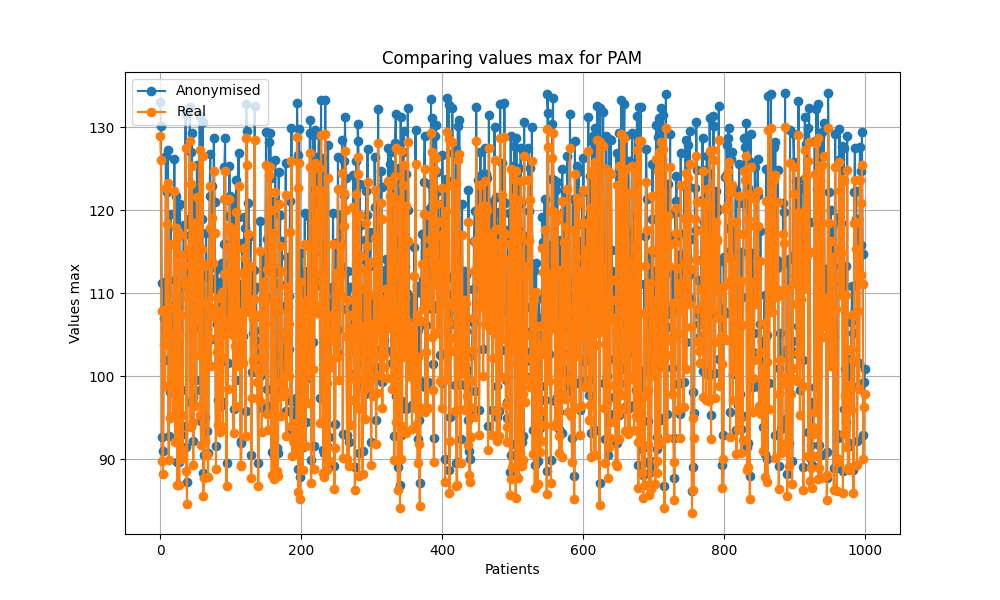 Comparing values max for PAM
Anonymised
Real
Values max
130
120
110
100
90
0 200 400 600 800 1000
Patients